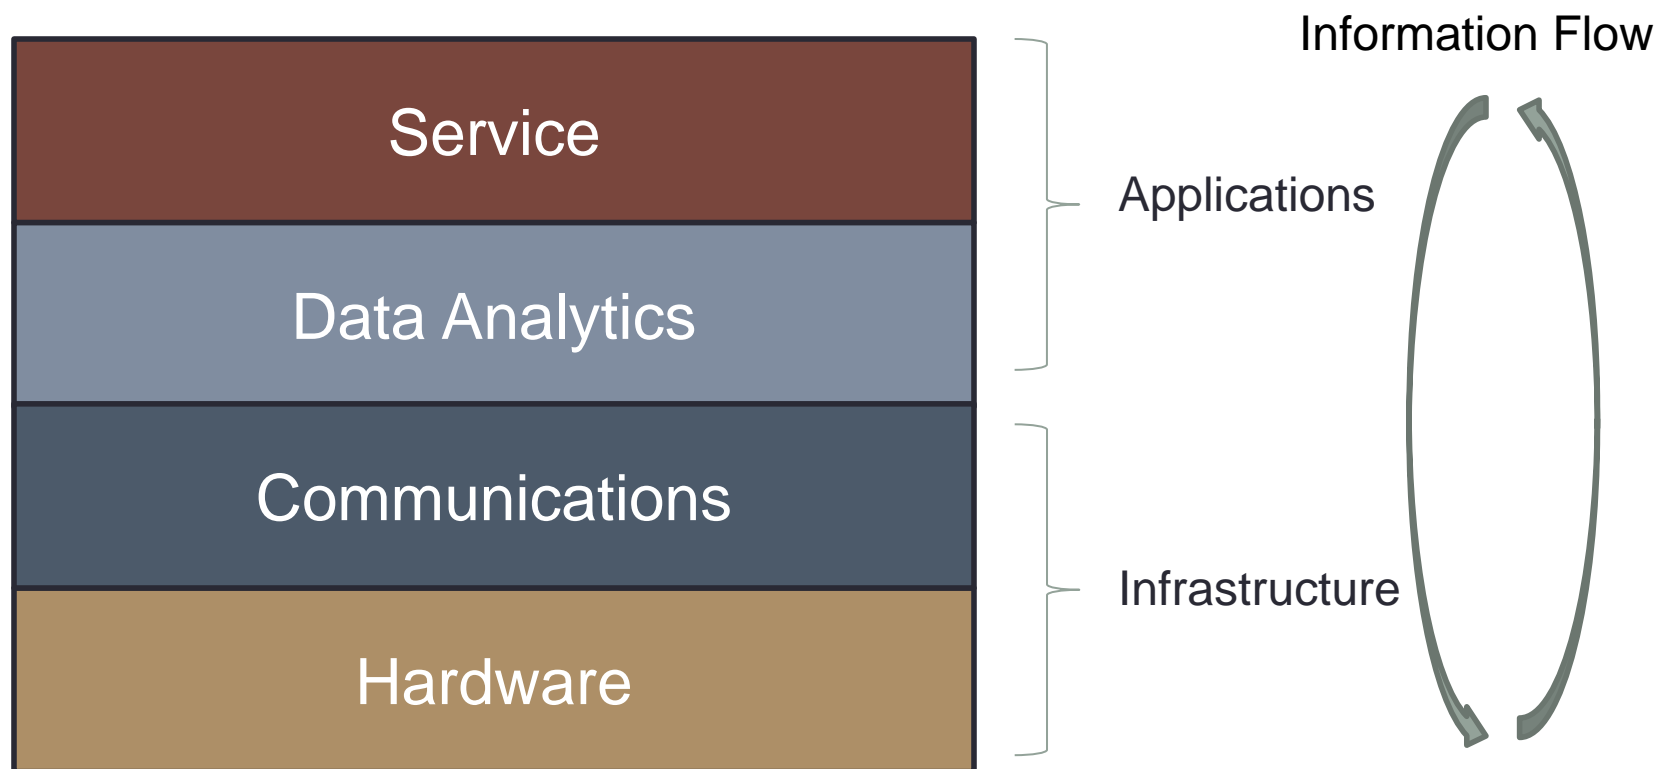 Information Flow
Service
Applications
Data Analytics
Communications
Infrastructure
Hardware